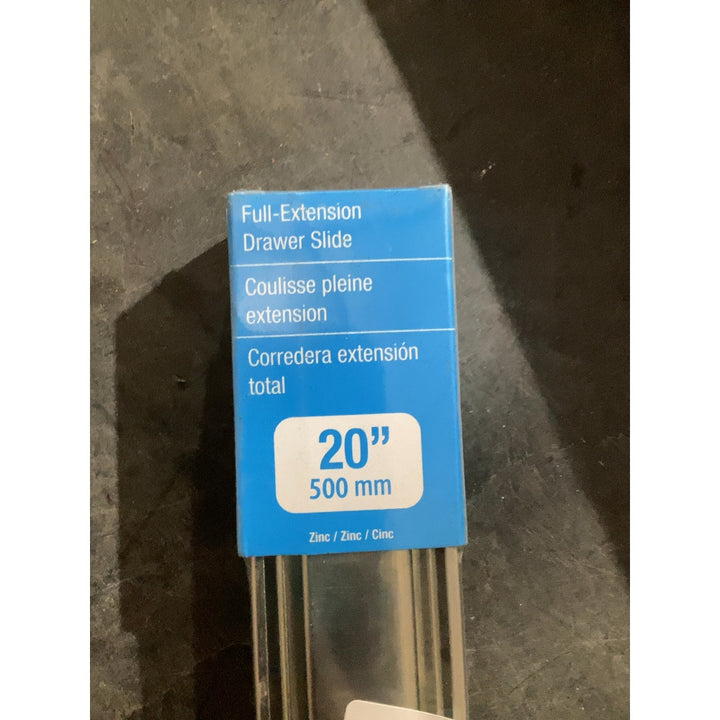 Full-Extension
Drawer Slide
Coulisse pleine
extension
Corredera extensión
total
20”
500 mm
Zinc / Zinc / Cinc